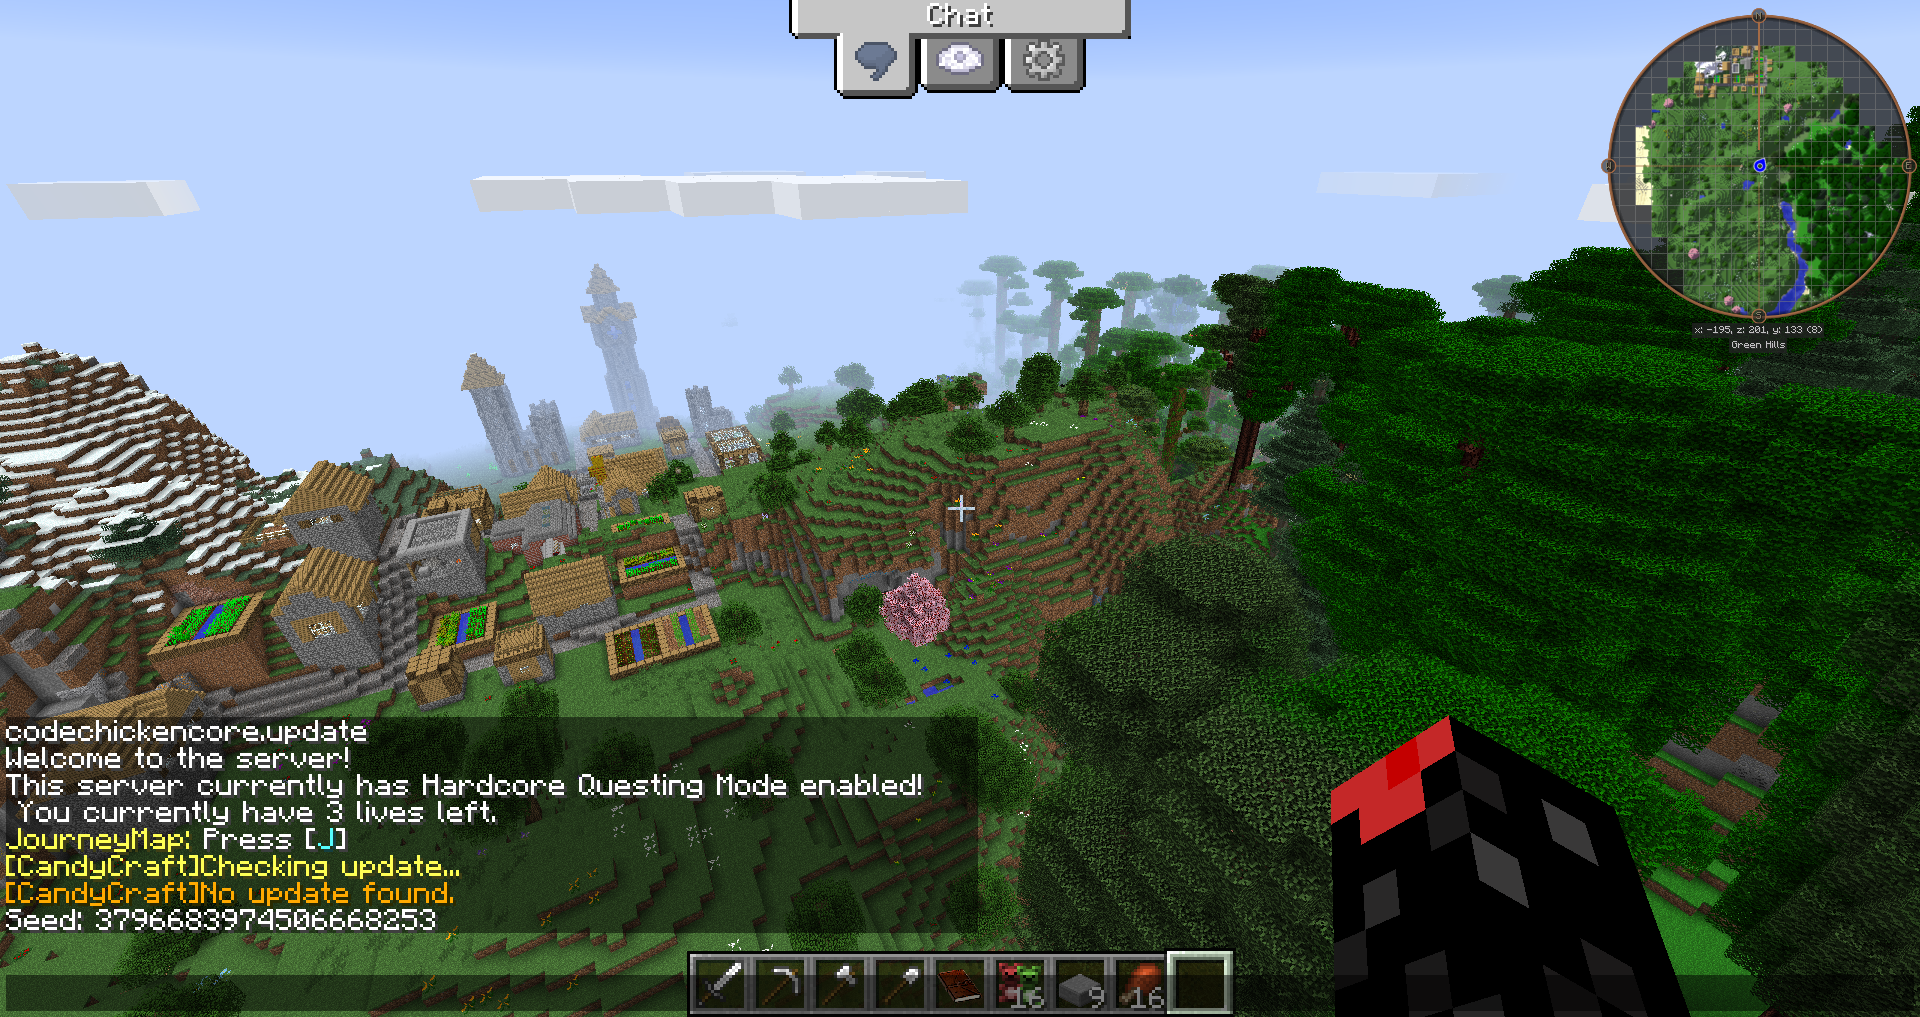 Chat
N
W
E
S
x: -195, z: 201, y: 133 (8)
Green Hills
codechickencore.update
Welcome to the server!
This server currently has Hardcore Questing Mode enabled!
You currently have 3 lives left.
JourneyMap: Press [J]
[CandyCraft]Checking update...
[CandyCraft]No update found.
Seed: 3796683974506668253
16
9
16